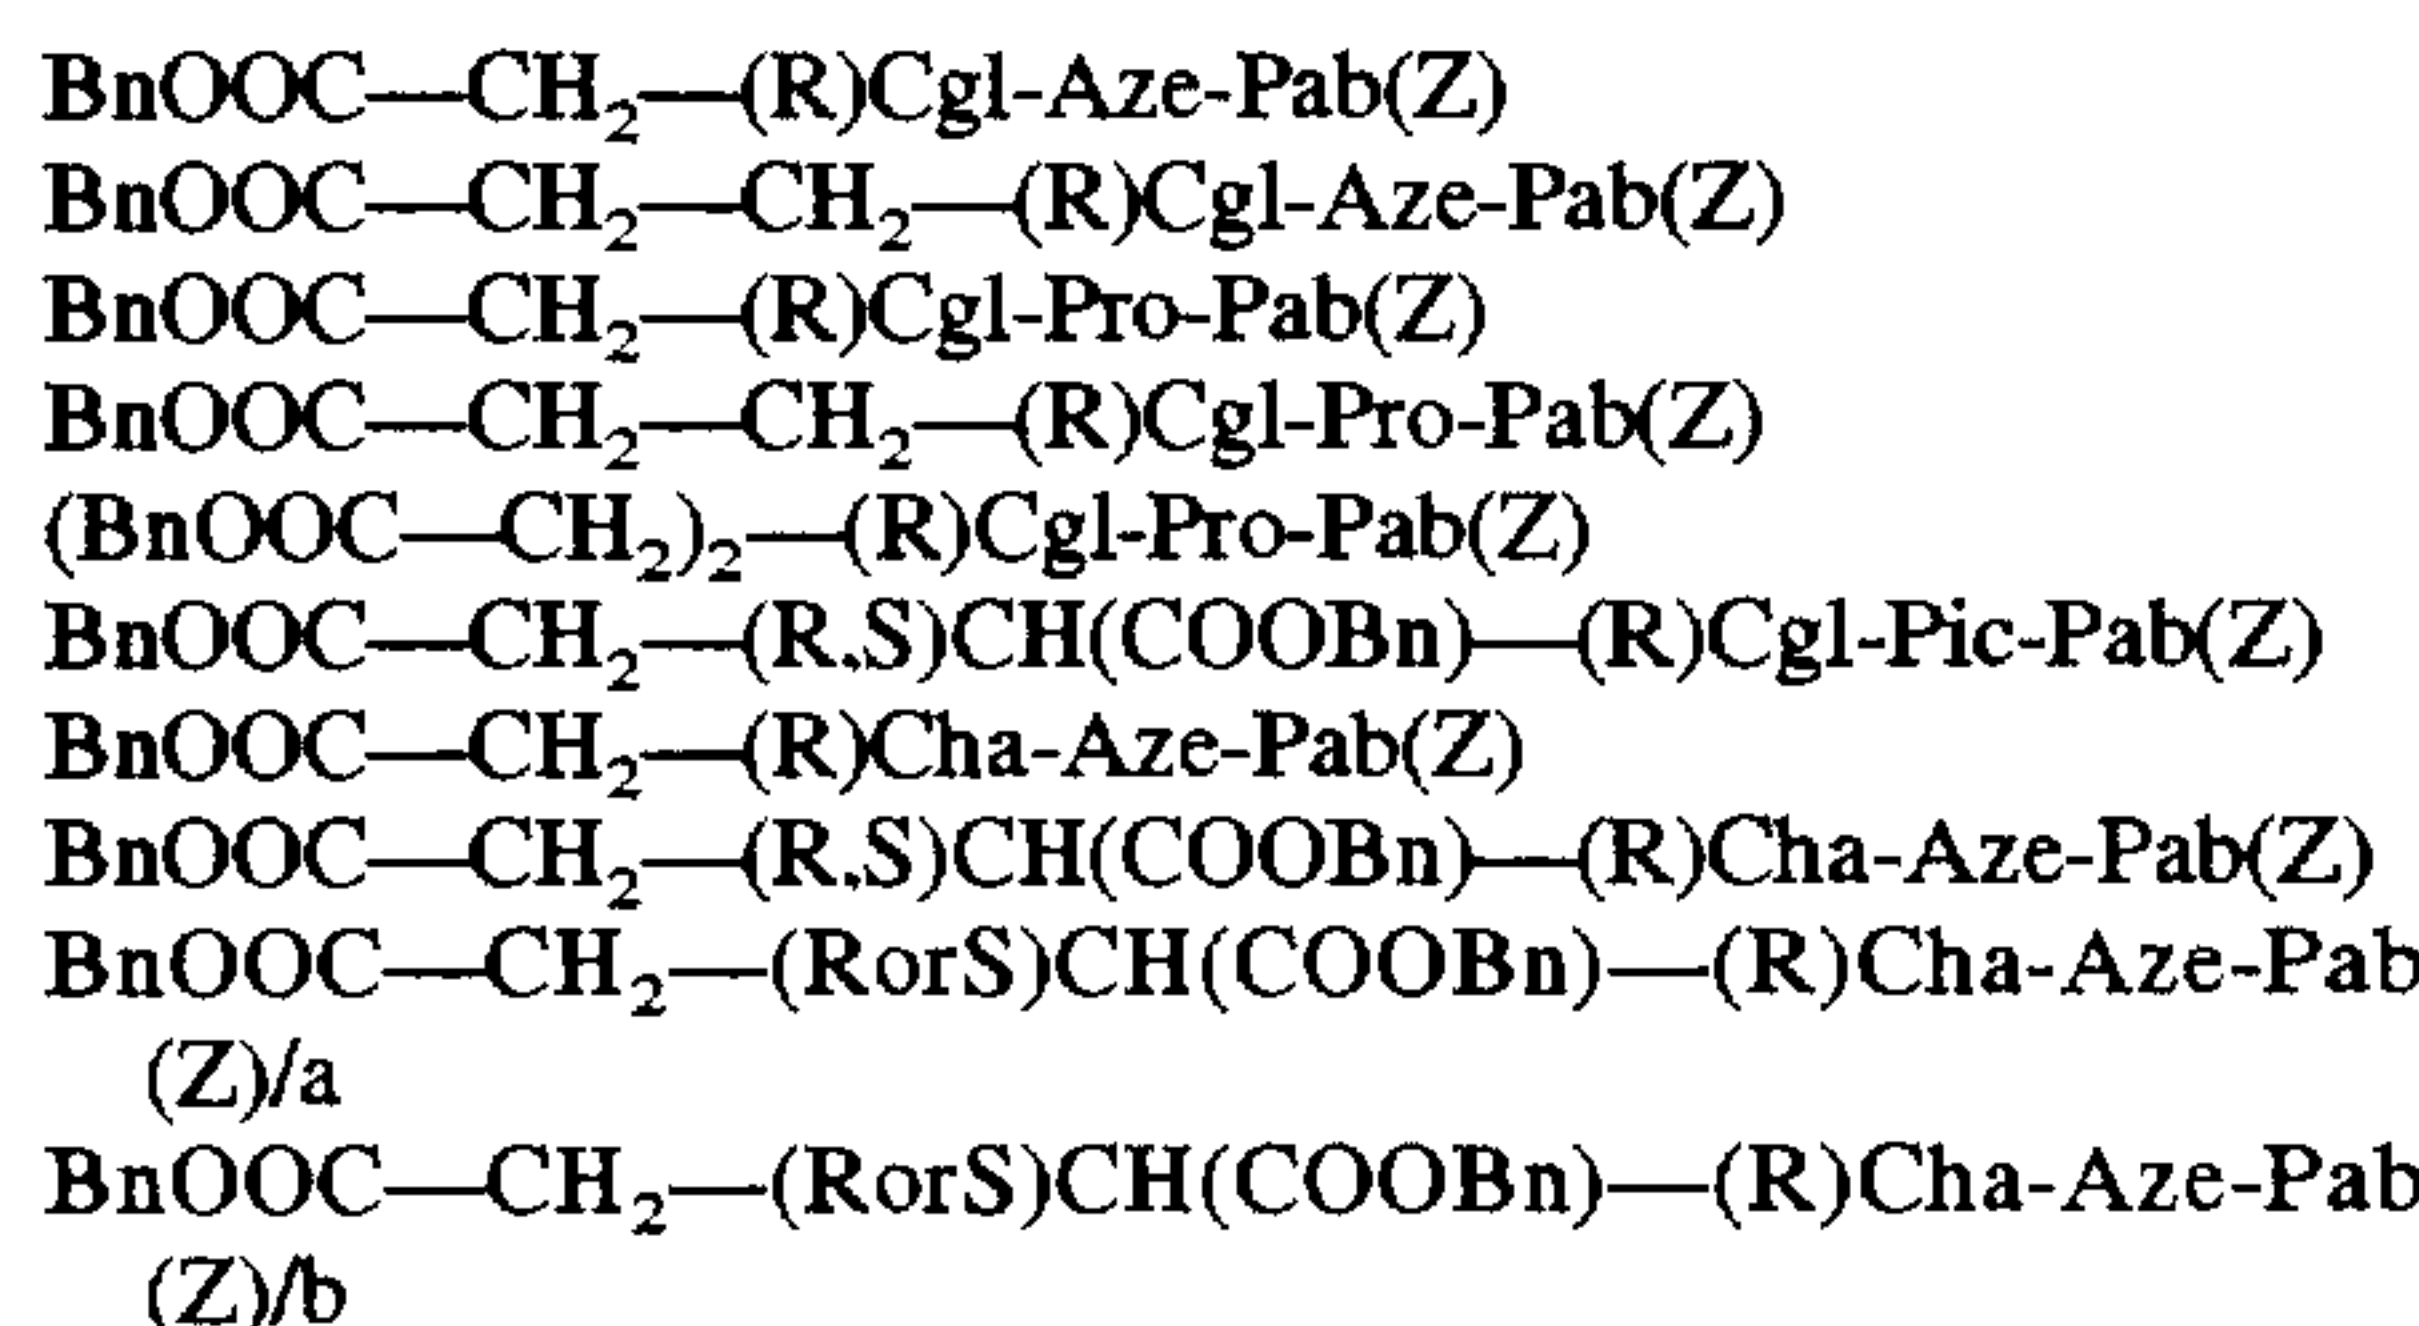 BnOOC—CH₂—(R)Cgl-Aze-Pab(Z)
BnOOC—CH₂—CH₂—(R)Cgl-Aze-Pab(Z)
BnOOC—CH₂—(R)Cgl-Pro-Pab(Z)
BnOOC—CH₂—CH₂—(R)Cgl-Pro-Pab(Z)
(BnOOC—CH₂)₂—(R)Cgl-Pro-Pab(Z)
BnOOC—CH₂—(R,S)CH(COOBn)—(R)Cgl-Pic-Pab(Z)
BnOOC—CH₂—(R)Cha-Aze-Pab(Z)
BnOOC—CH₂—(R,S)CH(COOBn)—(R)Cha-Aze-Pab(Z)
BnOOC—CH₂—(RorS)CH(COOBn)—(R)Cha-Aze-Pab
(Z)/a
BnOOC—CH₂—(RorS)CH(COOBn)—(R)Cha-Aze-Pab
(Z)/b